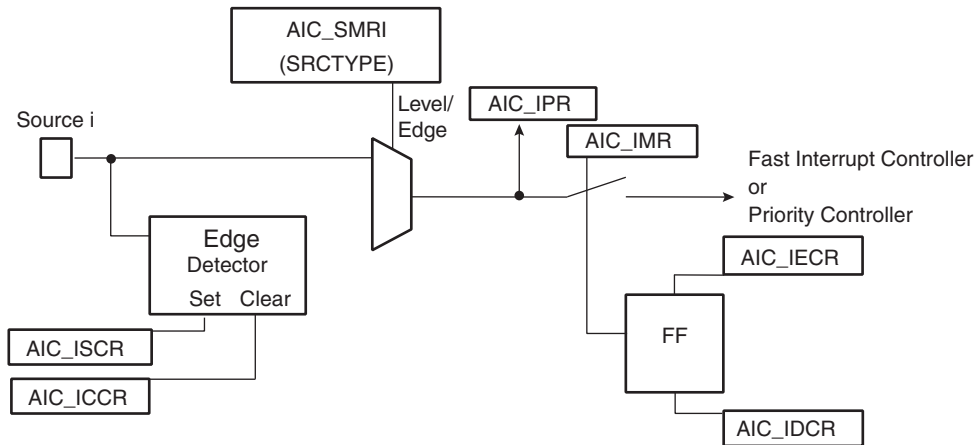 AIC_SMRI
(SRCTYPE)
Source i
Level/
Edge
AIC_IPR
AIC_IMR
Fast Interrupt Controller
or
Priority Controller
Edge
Detector
Set Clear
AIC_IECR
FF
AIC_ISCR
AIC_ICCR
AIC_IDCR